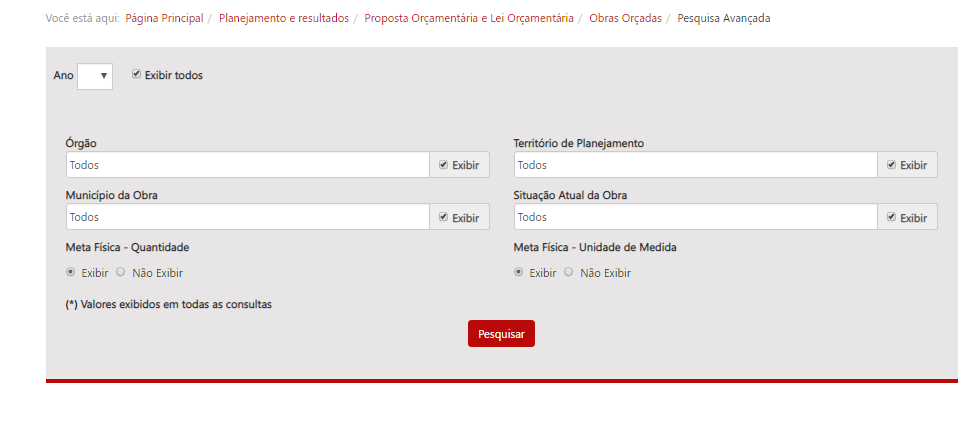 Você está aqui: Página Principal / Planejamento e resultados / Proposta Orçamentária e Lei Orçamentária / Obras Orçadas / Pesquisa Avançada
Ano Exibir todos
Órgão Território de Planejamento
Todos Exibir Todos Exibir
Município da Obra Situação Atual da Obra
Todos Exibir Todos Exibir
Meta Física - Quantidade Meta Física - Unidade de Medida
Exibir Não Exibir Exibir Não Exibir
(*) Valores exibidos em todas as consultas
Pesquisar